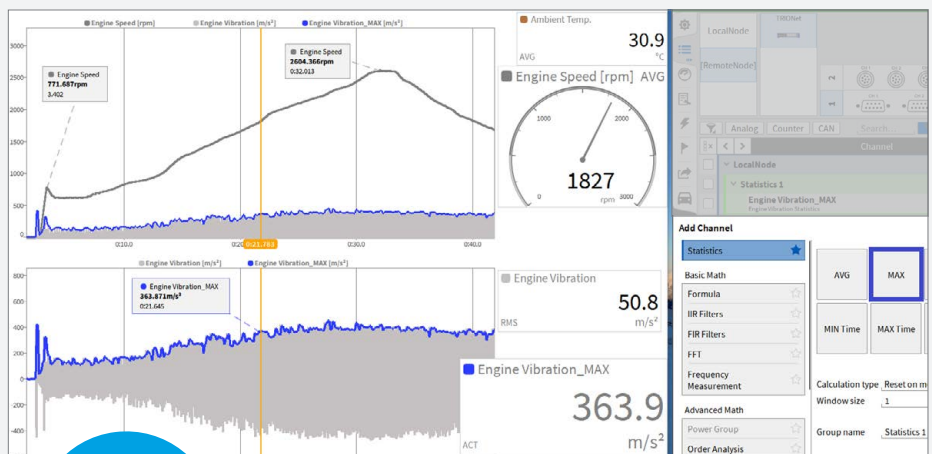 Engine Speed [rpm] Engine Vibration [m/s²] Engine Vibration_MAX [m/s²]
3000
2500
2000
1500
1000
500
0
Engine Speed
771.687rpm
3.402
Engine Speed
2604.366rpm
0:32.013
0:10.0
0:20
0:21.753
0:30.0
0:40.0
Ambient Temp.
30.9
AVG
°C
Engine Speed [rpm] AVG
1000
2000
1827
0
rpm
3000
Engine Vibration [m/s²] Engine Vibration_MAX [m/s²]
800
600
400
200
0
-200
-400
Engine Vibration_MAX
363.871m/s²
0:21.645
Engine Vibration
50.8
RMS
m/s²
Engine Vibration_MAX
363.9
ACT
m/s²
LocalNode
[RemoteNode]
Analog Counter CAN Search...
Channel
LocalNode
Statistics 1
Engine Vibration_MAX
Engine Vibration Statistics
Add Channel
Statistics
Basic Math
Formula
IIR Filters
FIR Filters
FFT
Frequency
Measurement
Advanced Math
Power Group
Order Analysis
AVG
MAX
MIN Time
MAX Time
Calculation type Reset on m
Window size 1
Group name Statistics 1